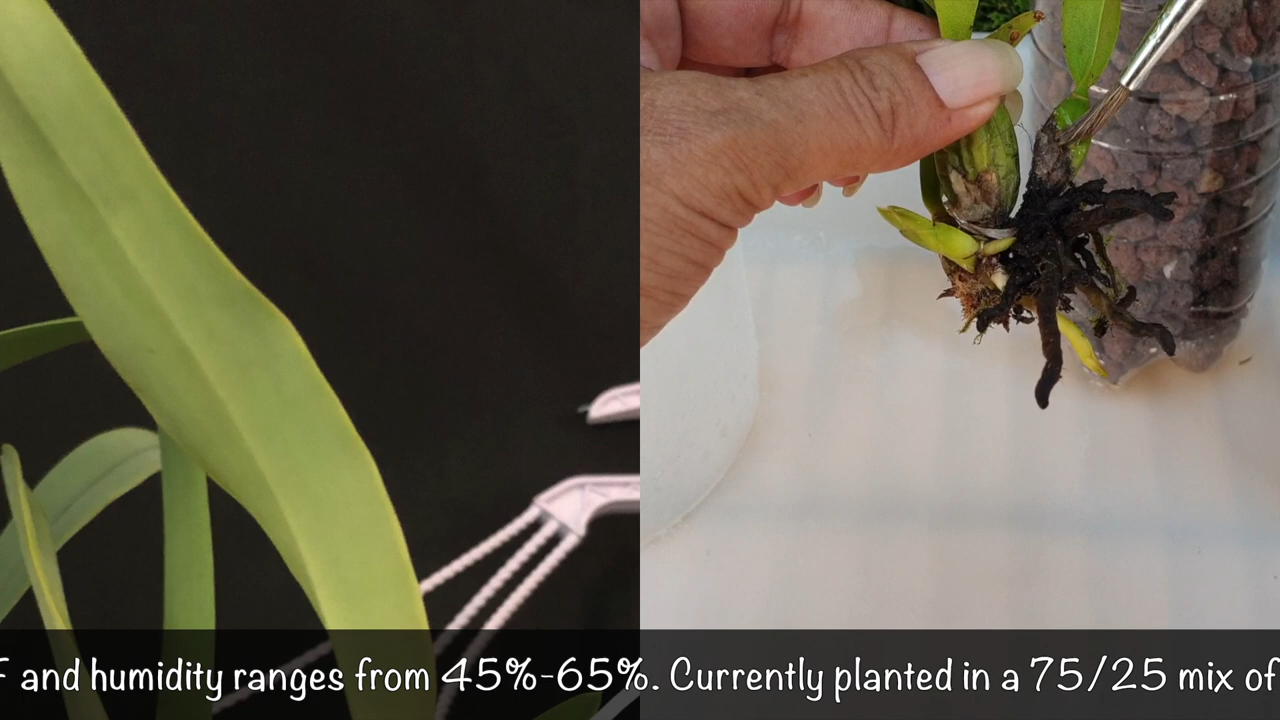 F and humidity ranges from 45%-65%. Currently planted in a 75/25 mix of